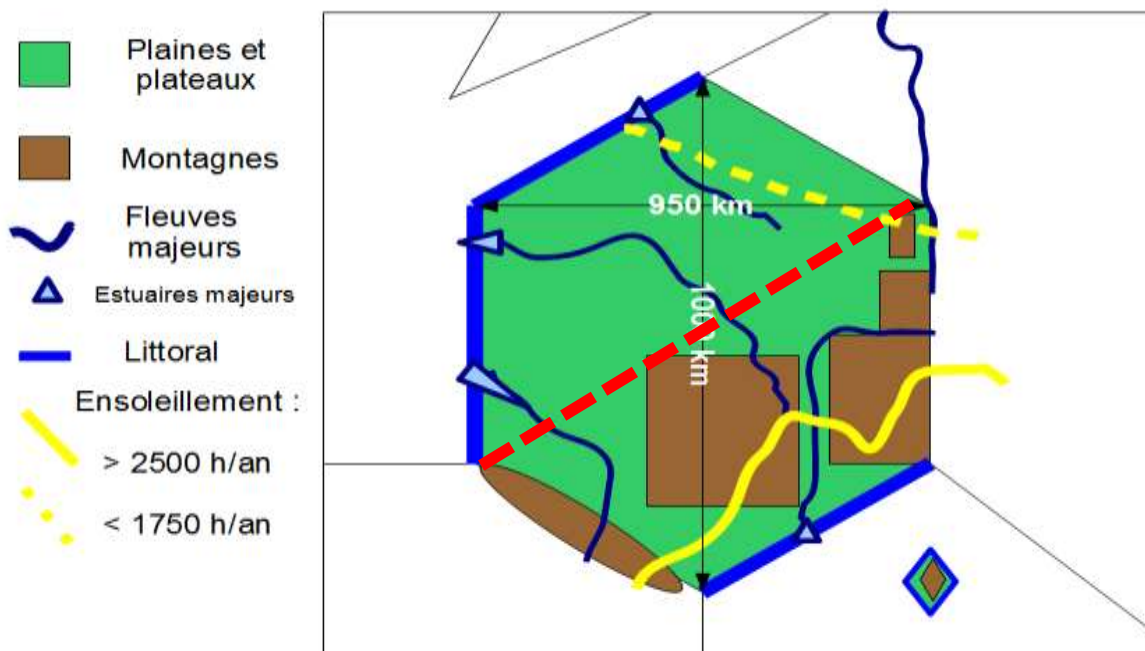 Plaines et
plateaux
Montagnes
Fleuves
majeurs
Estuaires majeurs
Littoral
Ensoleillement :
> 2500 h/an
< 1750 h/an
950 km
1000 km